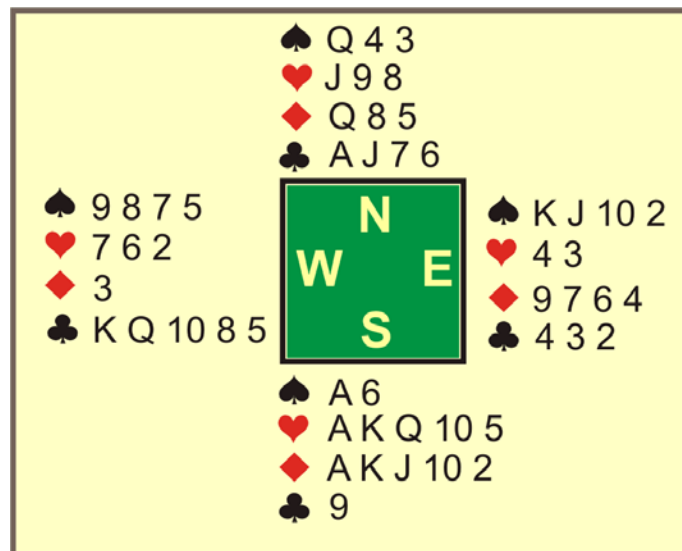 ♠ Q 4 3
♥ J 9 8
♦ Q 8 5
♣ A J 7 6
♠ 9 8 7 5
♥ 7 6 2
♦ 3
♣ K Q 10 8 5
N
W E
S
♠ K J 10 2
♥ 4 3
♦ 9 7 6 4
♣ 4 3 2
♠ A 6
♥ A K Q 10 5
♦ A K J 10 2
♣ 9